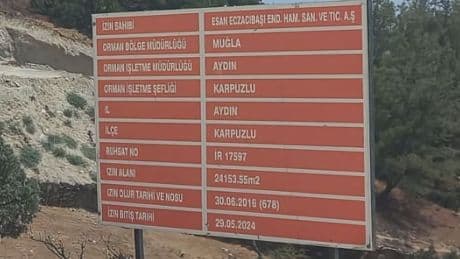 İZİN SAHİBİ ESAN ECZACIBAŞI END. HAM. SAN. VE TİC. A.Ş
ORMAN BÖLGE MÜDÜRLÜĞÜ MUĞLA
ORMAN İŞLETME MÜDÜRLÜĞÜ AYDIN
ORMAN İŞLETME ŞEFLİĞİ KARPUZLU
İL AYDIN
İLÇE KARPUZLU
RUHSAT NO İR 17597
İZİN ALANI 24153.55m2
İZİN OLUR TARİHİ VE NOSU 30.06.2016 (678)
İZİN BİTİŞ TARİHİ 29.05.2024